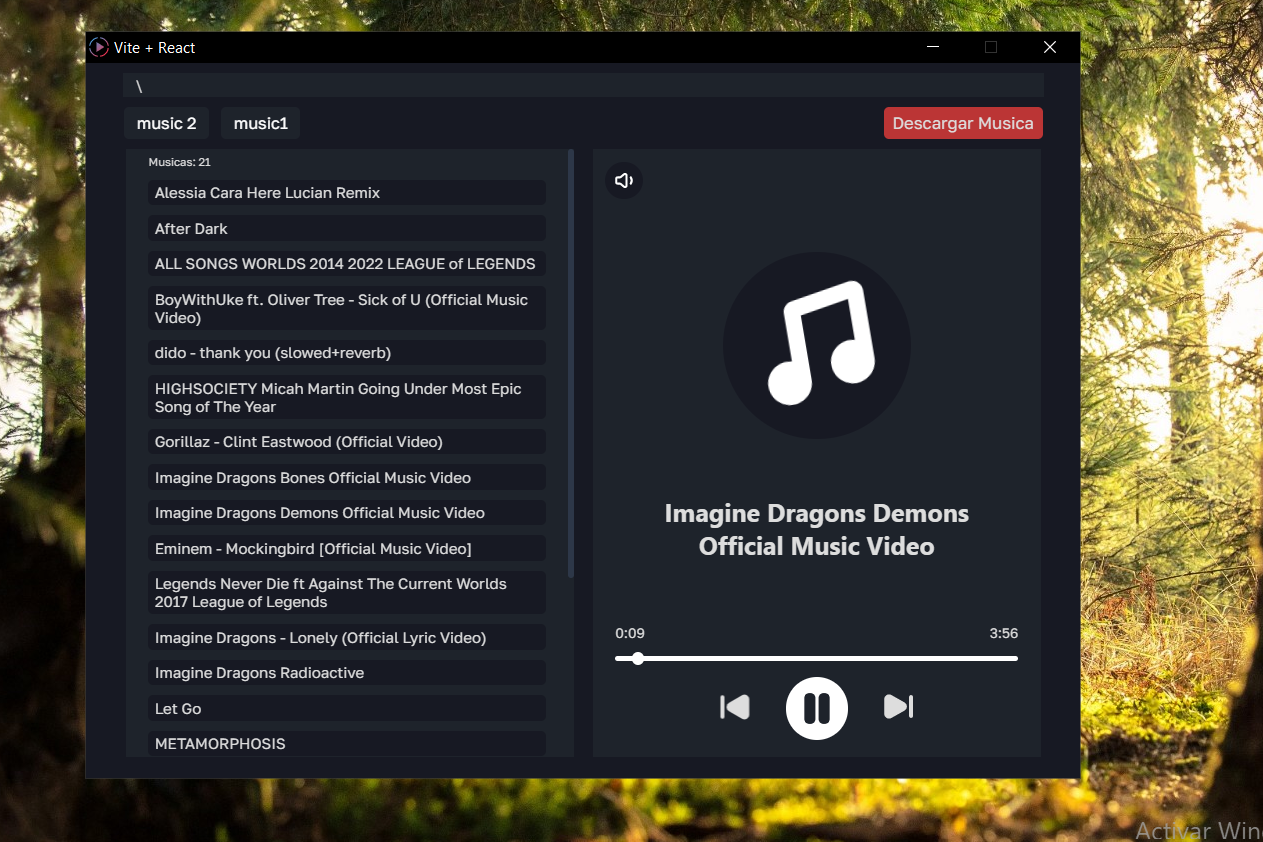 Vite + React
\
music 2
music1
Descargar Musica
Musicas: 21
Alessia Cara Here Lucian Remix
After Dark
ALL SONGS WORLDS 2014 2022 LEAGUE of LEGENDS
BoyWithUke ft. Oliver Tree - Sick of U (Official Music
Video)
dido - thank you (slowed+reverb)
HIGHSOCIETY Micah Martin Going Under Most Epic
Song of The Year
Gorillaz - Clint Eastwood (Official Video)
Imagine Dragons Bones Official Music Video
Imagine Dragons Demons Official Music Video
Eminem - Mockingbird [Official Music Video]
Legends Never Die ft Against The Current Worlds
2017 League of Legends
Imagine Dragons - Lonely (Official Lyric Video)
Imagine Dragons Radioactive
Let Go
METAMORPHOSIS
Imagine Dragons Demons
Official Music Video
0:09
3:56
Activar Win